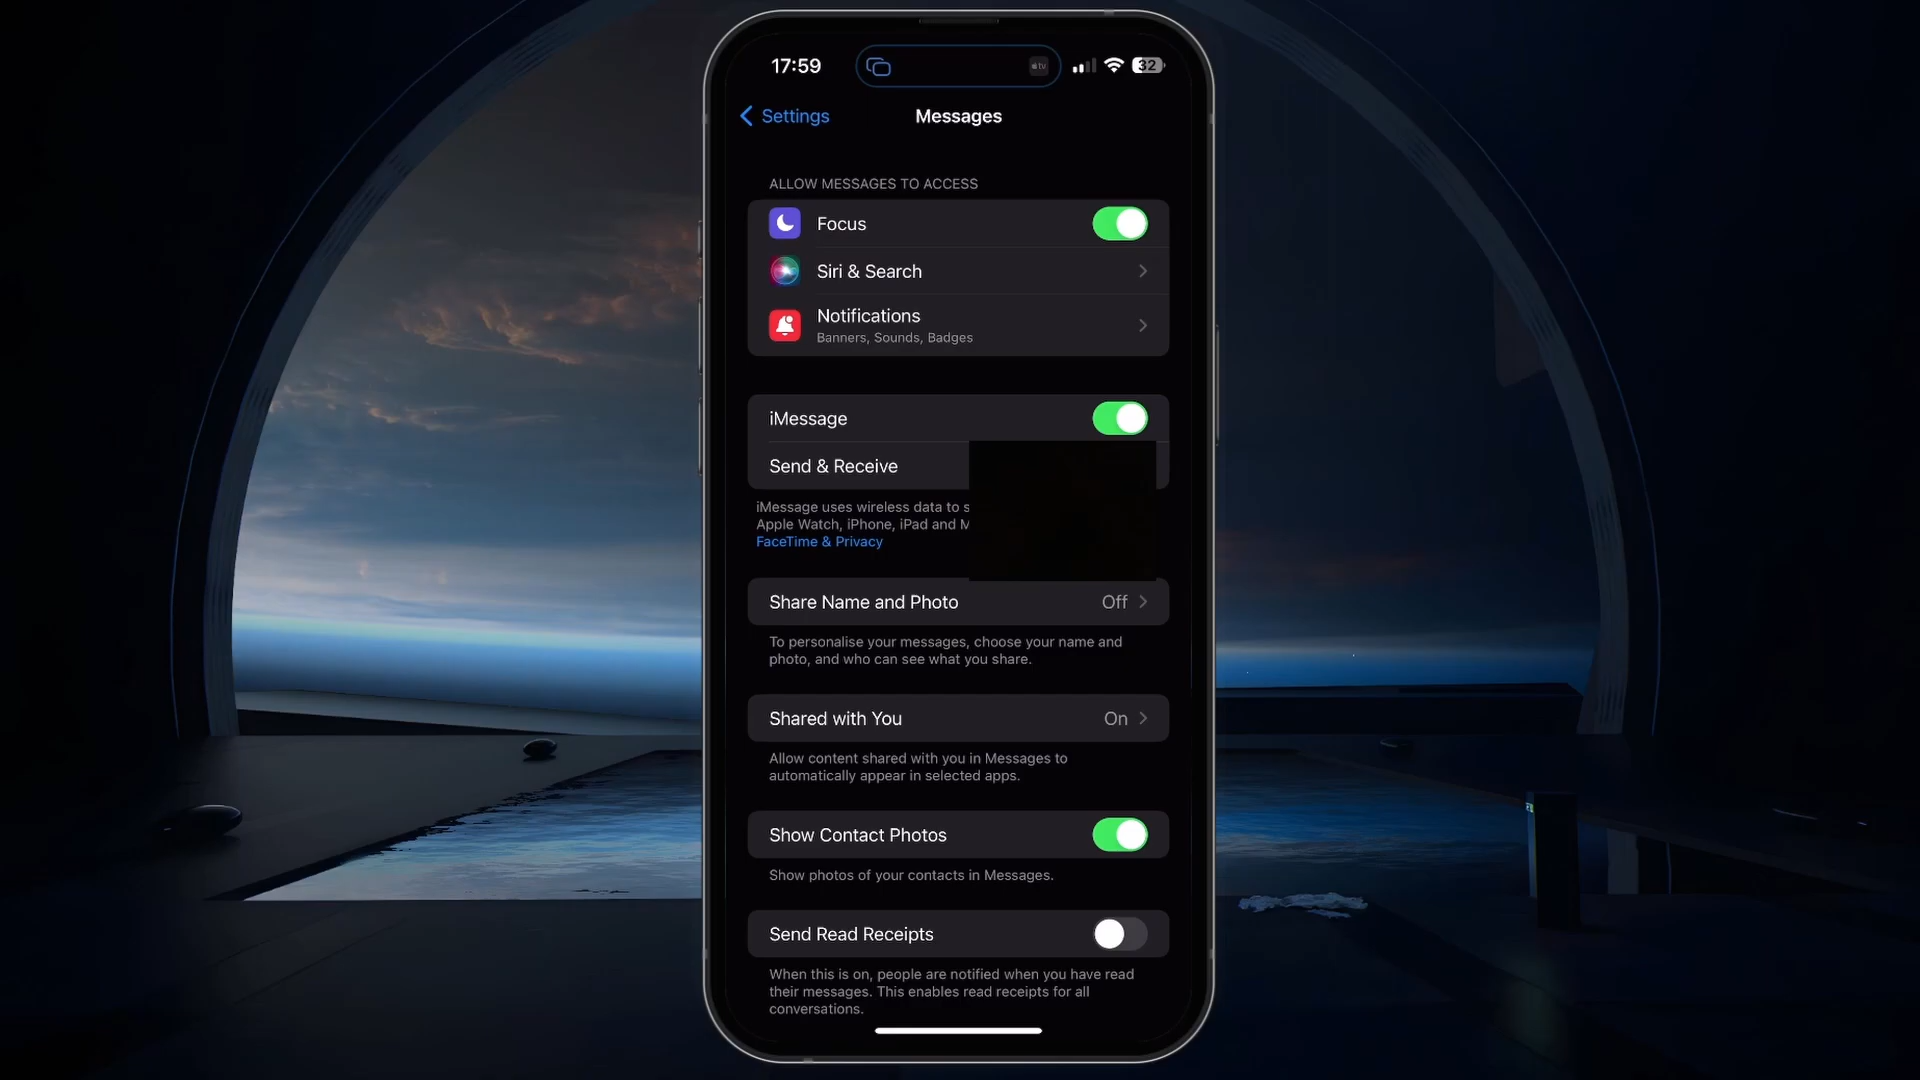 17:59
tv
32
Settings
Messages
ALLOW MESSAGES TO ACCESS
Focus
Siri & Search
Notifications
Banners, Sounds, Badges
iMessage
Send & Receive
iMessage uses wireless data to s
Apple Watch, iPhone, iPad and M
FaceTime & Privacy
Share Name and Photo Off
To personalise your messages, choose your name and
photo, and who can see what you share.
Shared with You On
Allow content shared with you in Messages to
automatically appear in selected apps.
Show Contact Photos
Show photos of your contacts in Messages.
Send Read Receipts
When this is on, people are notified when you have read
their messages. This enables read receipts for all
conversations.